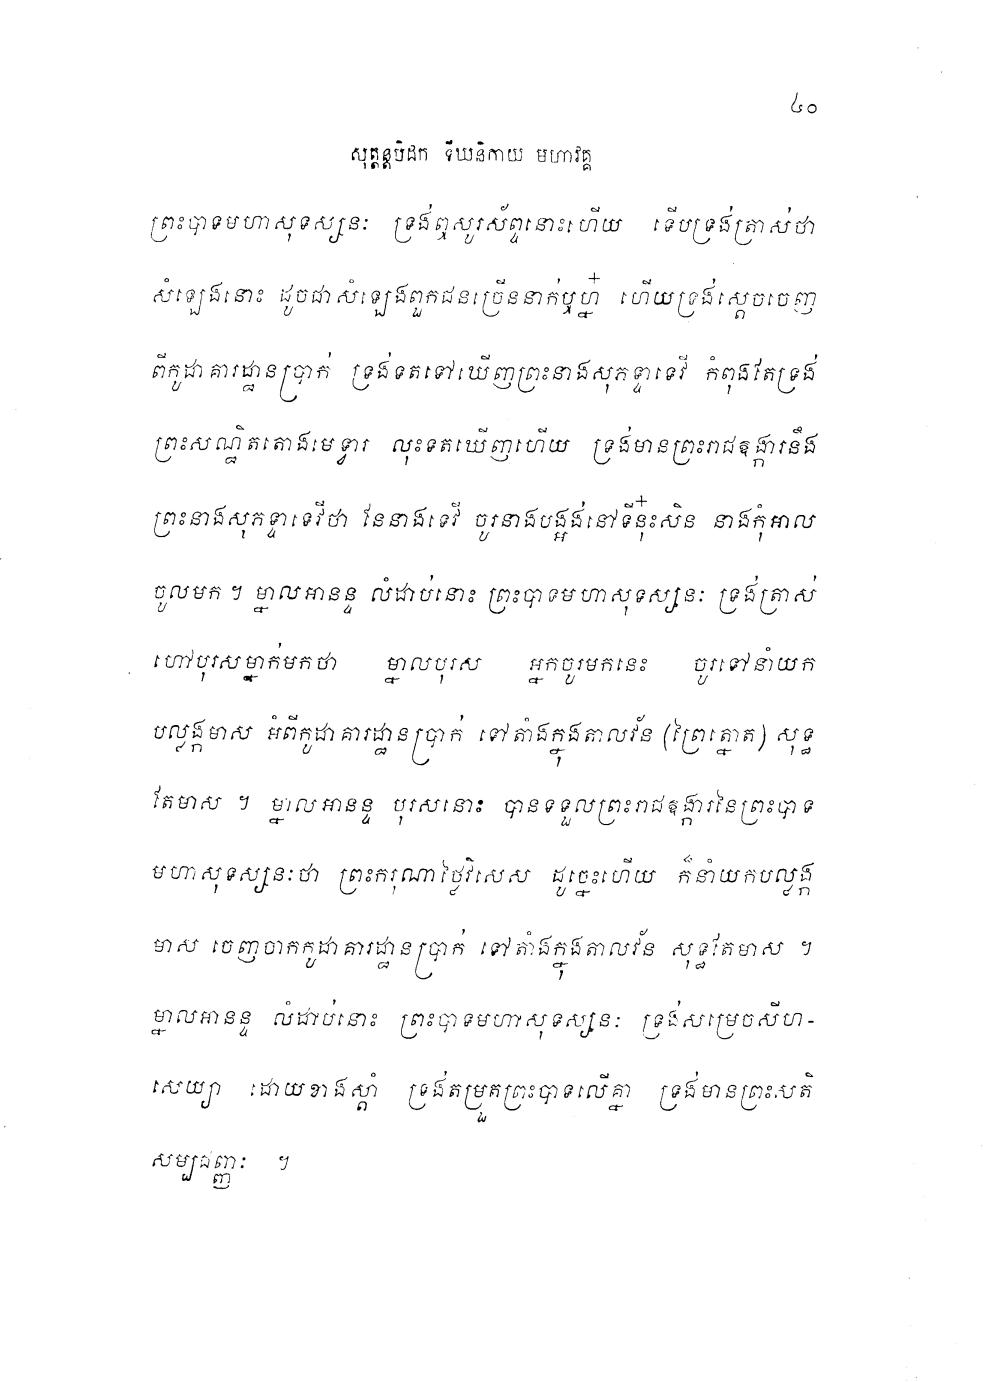 ៤០
សុត្តន្តបិដក ទីឃនិកាយ មហាវគ្គ
ព្រះបាទមហាសុទស្សនៈ ទ្រង់ឮសូរស័ព្ទនោះហើយ ទើបទ្រង់ត្រាស់ថា
សំឡេងនោះ ដូចជាសំឡេងពួកជនច្រើននាក់ឬហ្ន៎ ហើយទ្រង់ស្តេចចេញ
ពីកូដាគារដ្ឋានប្រាក់ ទ្រង់ទតទៅឃើញព្រះនាងសុភទ្ទាទេវី កំពុងតែទ្រង់
ព្រះសណ្ឋិតតោងមេទ្វារ លុះទតឃើញហើយ ទ្រង់មានព្រះរាជឱង្ការនឹង
ព្រះនាងសុភទ្ទាទេវីថា នែនាងទេវី ចូរនាងបង្អង់នៅទីនុ៎ះសិន នាងកុំអាល
ចូលមក ។ ម្នាលអានន្ទ លំដាប់នោះ ព្រះបាទមហាសុទស្សនៈ ទ្រង់ត្រាស់
ហៅបុរសម្នាក់មកថា ម្នាលបុរស អ្នកចូរមកនេះ ចូរទៅនាំយក
បល្លង្កមាស អំពីកូដាគារដ្ឋានប្រាក់ ទៅតាំងក្នុងតាលវ័ន (ព្រៃត្នោត) សុទ្ធ
តែមាស ។ ម្នាលអានន្ទ បុរសនោះ បានទទួលព្រះរាជឱង្ការនៃព្រះបាទ
មហាសុទស្សនៈថា ព្រះករុណាថ្លៃវិសេស ដូច្នេះហើយ ក៏នាំយកបល្លង្ក
មាស ចេញចាកកូដាគារដ្ឋានប្រាក់ ទៅតាំងក្នុងតាលវ័ន សុទ្ធតែមាស ។
ម្នាលអានន្ទ លំដាប់នោះ ព្រះបាទមហាសុទស្សនៈ ទ្រង់សម្រេចសីហ-
សេយ្យា ដោយខាងស្តាំ ទ្រង់តម្រួតព្រះបាទលើគ្នា ទ្រង់មានព្រះសតិ
សម្បជញ្ញៈ ។